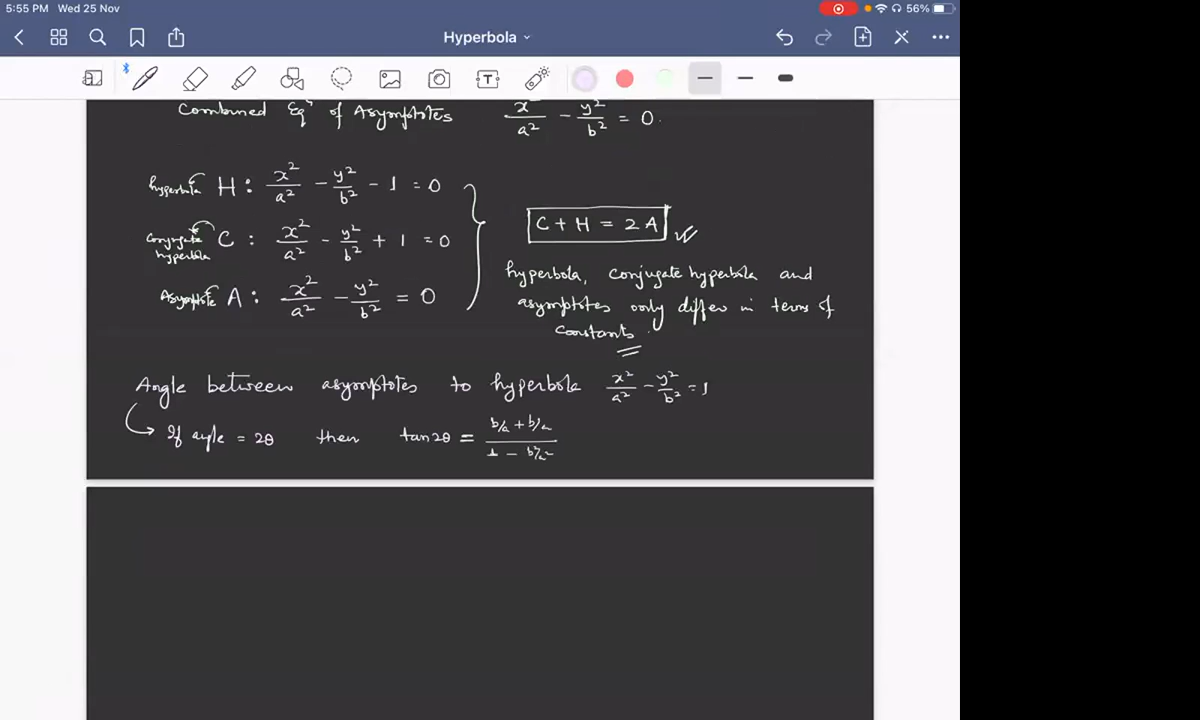 5:55 PM Wed 25 Nov
56%
Hyperbola
Combined Eqⁿ of Asymptotes x²/a² - y²/b² = 0.
hyperbola H : x²/a² - y²/b² - 1 = 0
Conjugate hyperbola C : x²/a² - y²/b² + 1 = 0
Asymptote A : x²/a² - y²/b² = 0
C + H = 2A
hyperbola, Conjugate hyperbola and
asymptotes only differ in terms of
Constants.
Angle between asymptotes to hyperbola x²/a² - y²/b² = 1
If angle = 2θ then tan2θ = (b/a + b/a)/(1 - b²/a²)